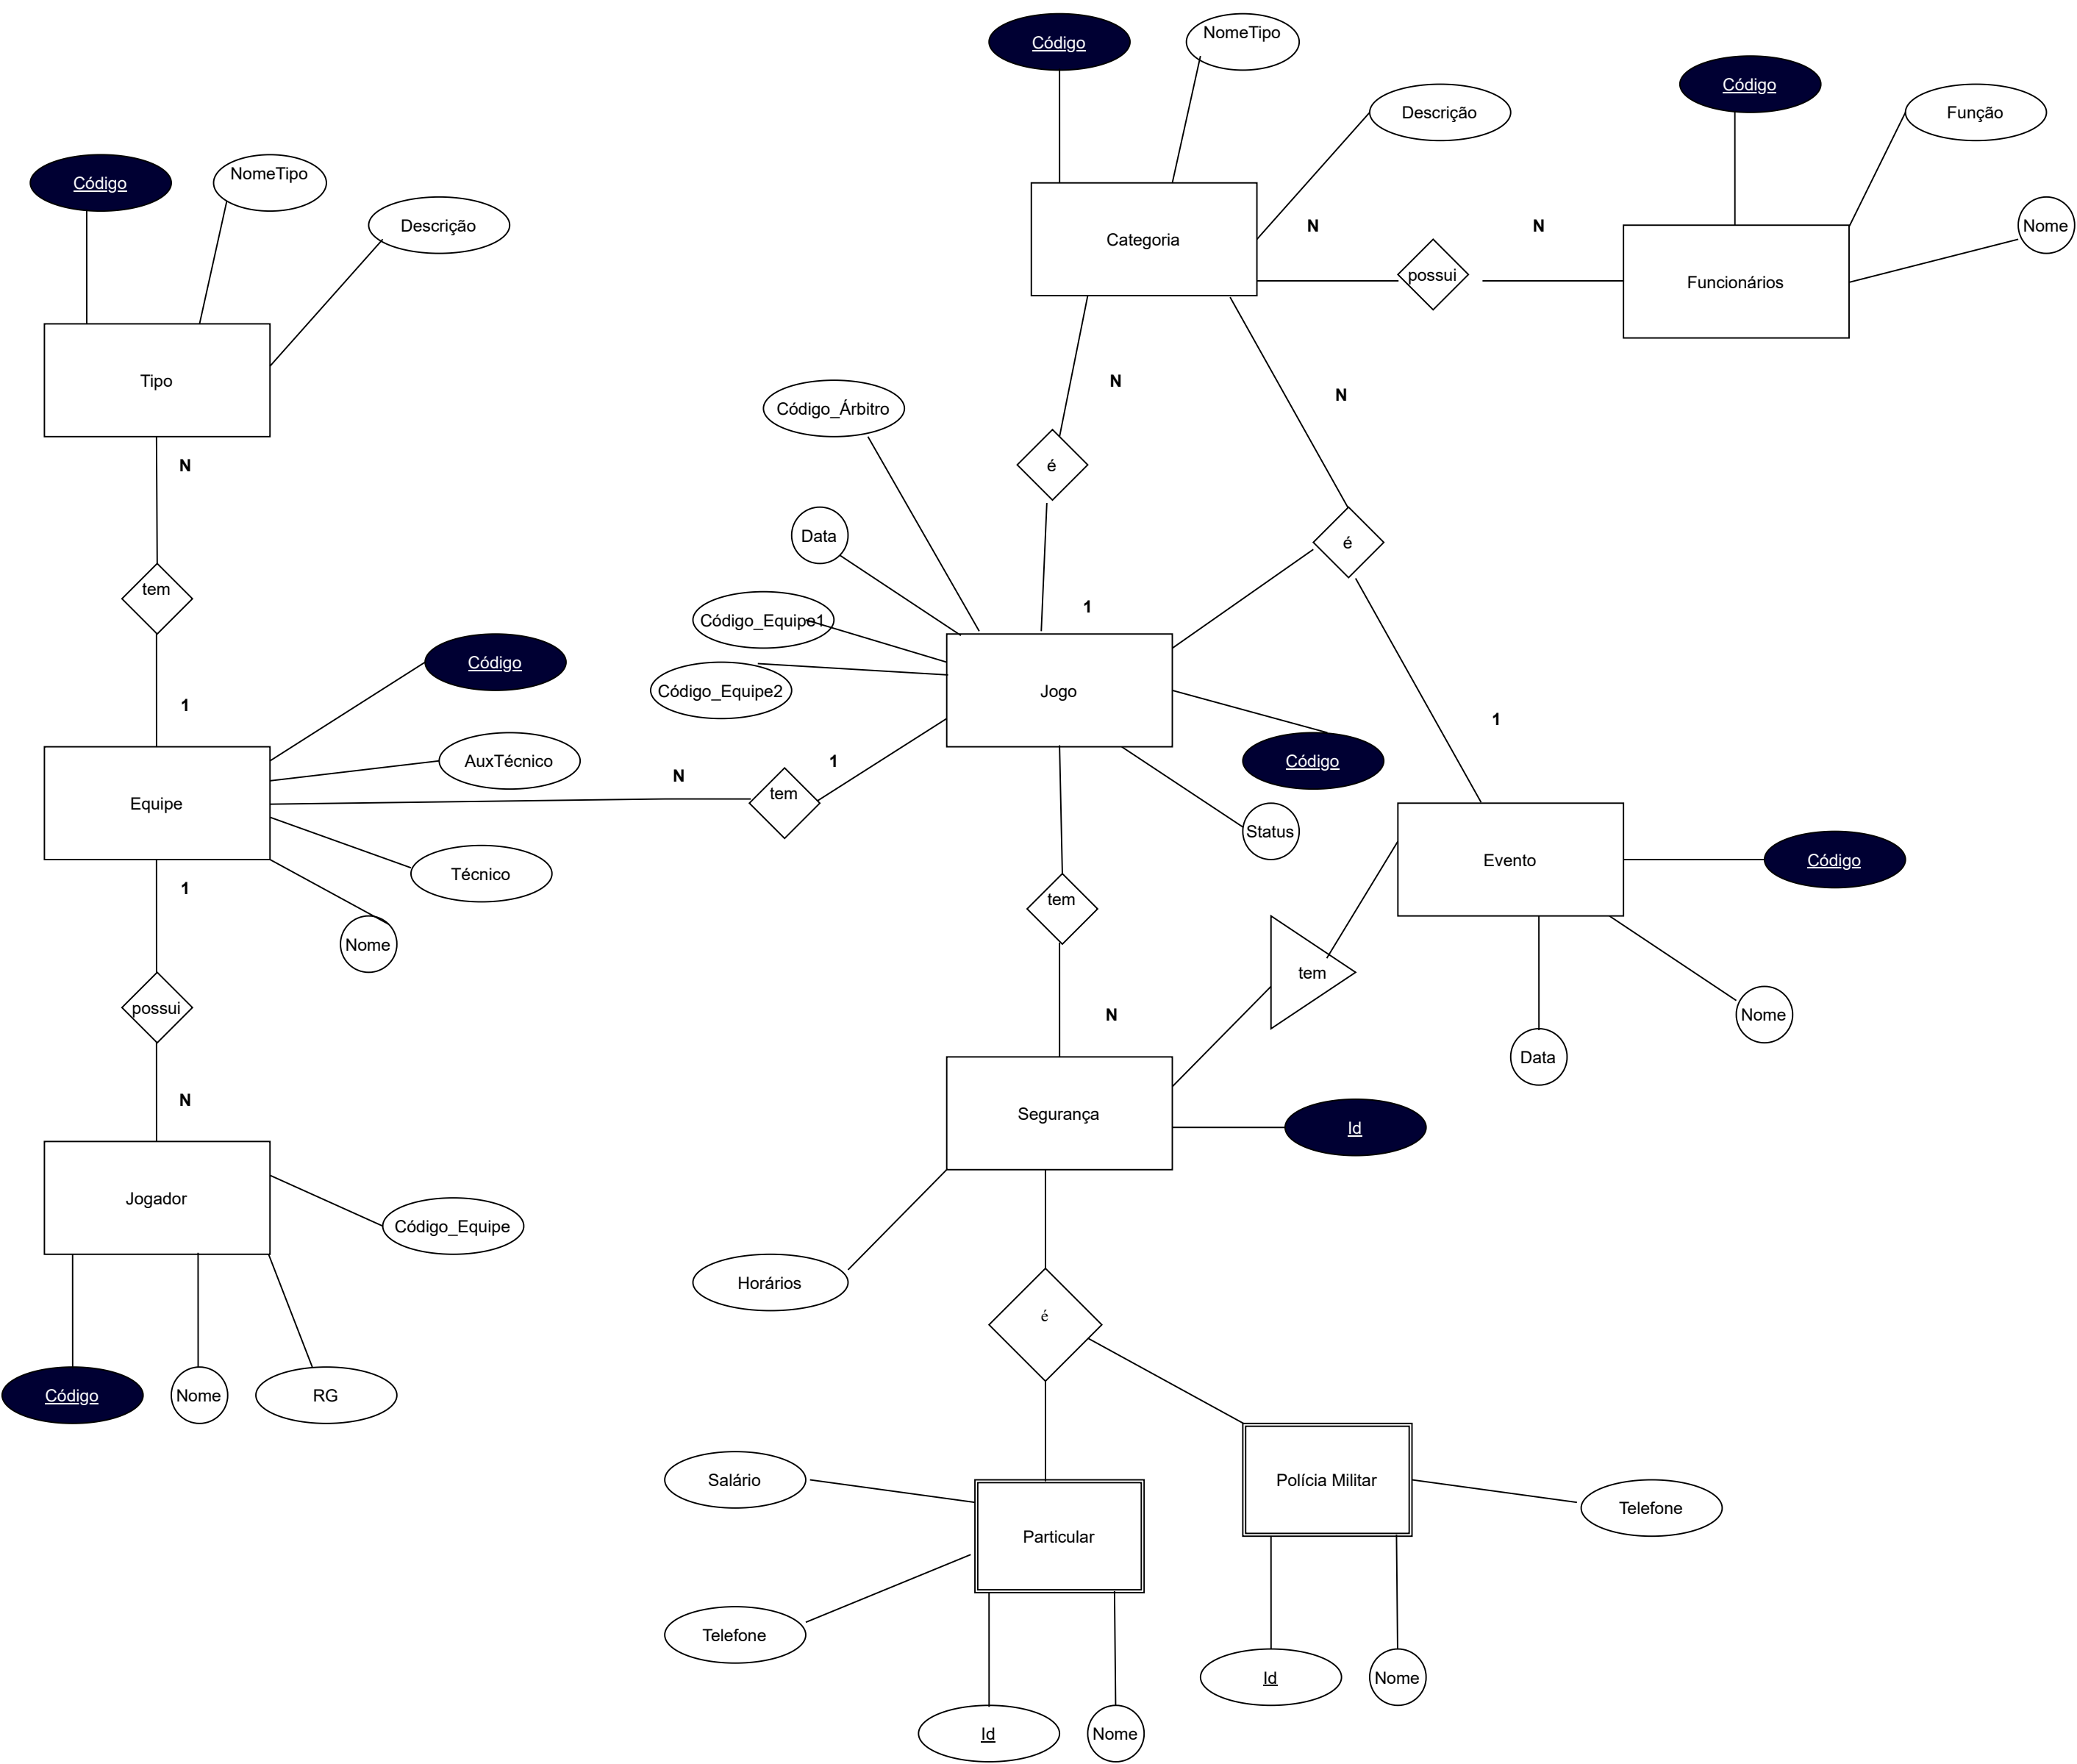 Código
NomeTipo
Descrição
Código
Função
Nome
Categoria
N
possui
N
Funcionários
Código
NomeTipo
Descrição
Tipo
N
tem
1
N
é
1
N
é
1
Código_Árbitro
Data
Código_Equipe1
Código_Equipe2
Jogo
Código
Status
Código
AuxTécnico
Equipe
N
tem
1
Técnico
Nome
1
possui
N
Evento
Código
Nome
Data
tem
tem
N
Segurança
Id
Horários
Jogador
Código_Equipe
Código
Nome
RG
é
Salário
Particular
Telefone
Id
Nome
Polícia Militar
Telefone
Id
Nome